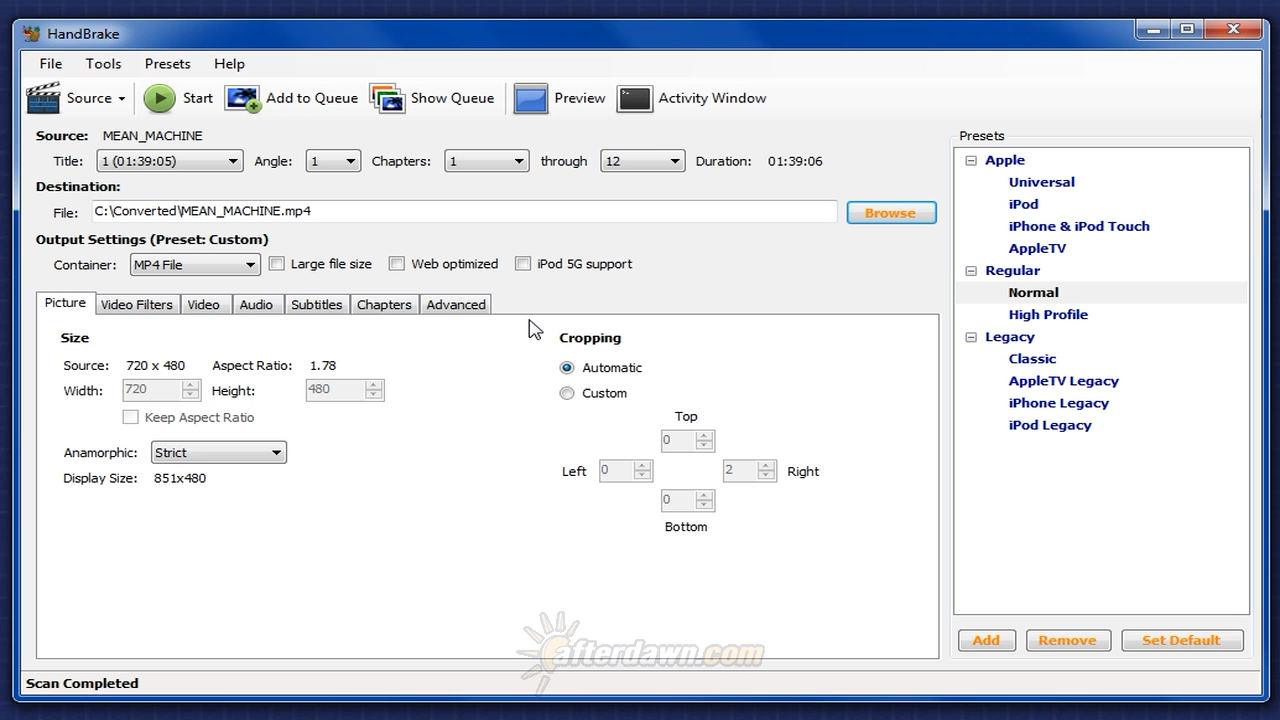 HandBrake
File Tools Presets Help
Source Start Add to Queue Show Queue Preview Activity Window
Source: MEAN_MACHINE
Title: 1 (01:39:05) Angle: 1 Chapters: 1 through 12 Duration: 01:39:06
Destination:
File: C:\Converted\MEAN_MACHINE.mp4 Browse
Output Settings (Preset: Custom)
Container: MP4 File Large file size Web optimized iPod 5G support
Picture Video Filters Video Audio Subtitles Chapters Advanced
Size
Source: 720 x 480 Aspect Ratio: 1.78
Width: 720 Height: 480
Keep Aspect Ratio
Anamorphic: Strict
Display Size: 851x480
Cropping
Automatic
Custom
Top
0
Left 0 2 Right
0
Bottom
Presets
Apple
Universal
iPod
iPhone & iPod Touch
AppleTV
Regular
Normal
High Profile
Legacy
Classic
AppleTV Legacy
iPhone Legacy
iPod Legacy
Add Remove Set Default
afterdawn.com
Scan Completed